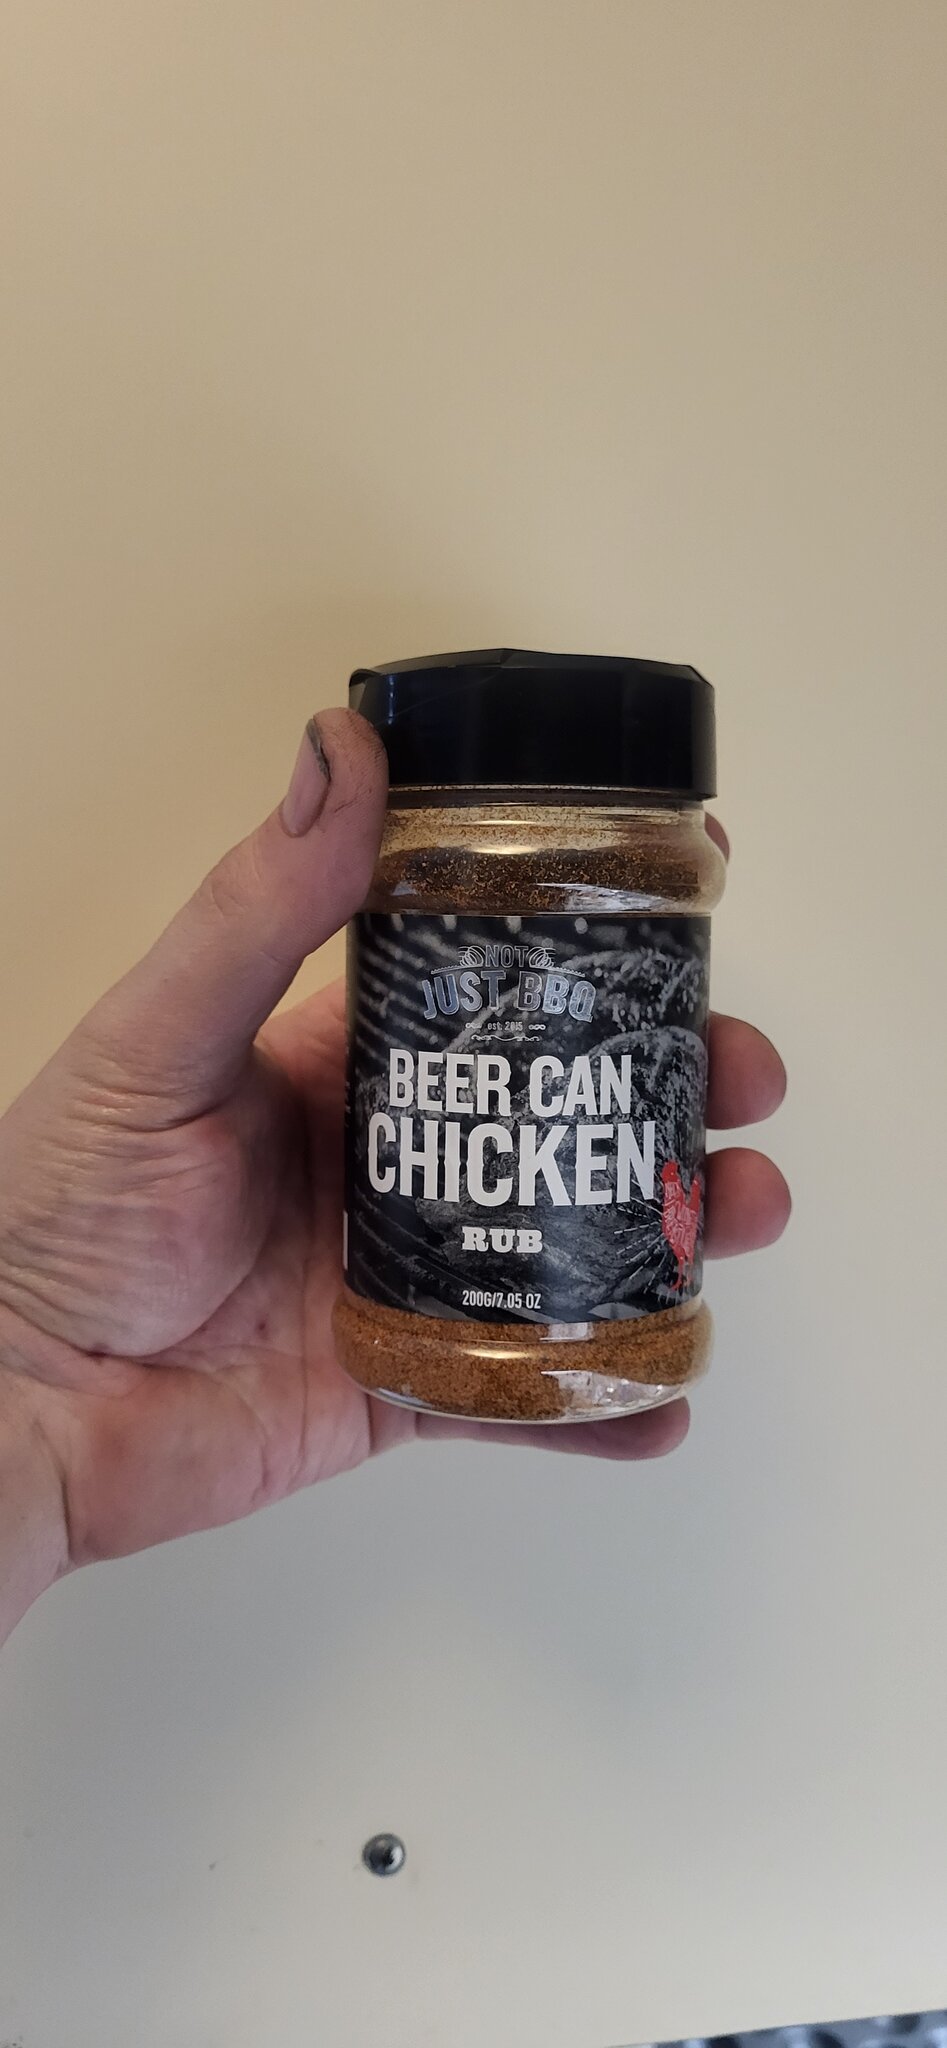 NOT
JUST BBQ
est. 2015
BEER CAN
CHICKEN
RUB
200G/7.05 OZ